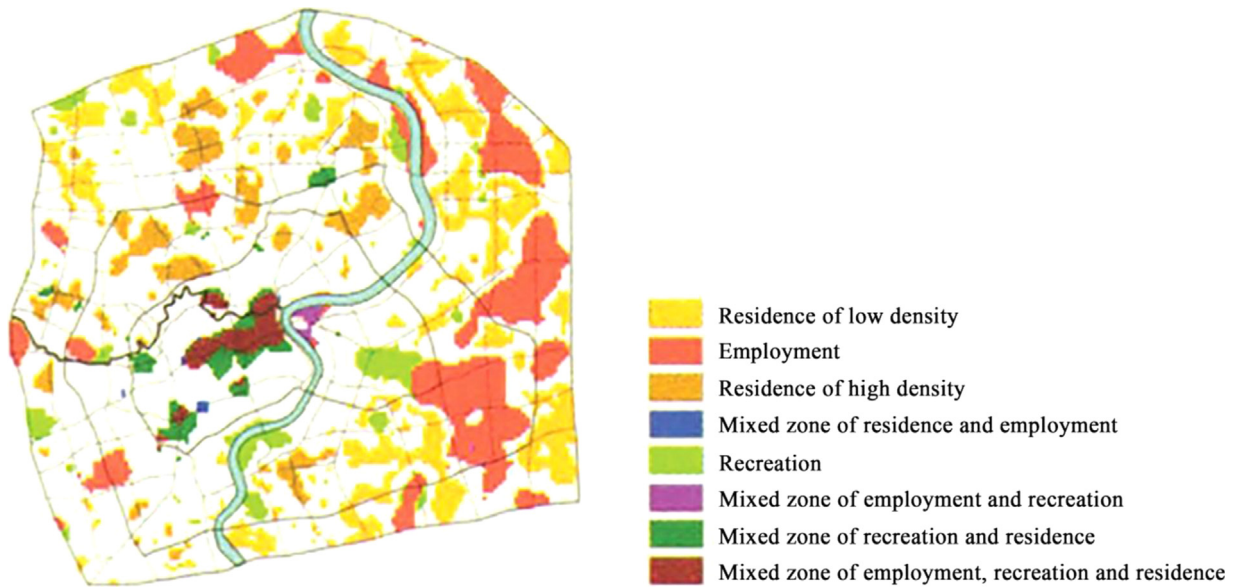 Residence of low density
Employment
Residence of high density
Mixed zone of residence and employment
Recreation
Mixed zone of employment and recreation
Mixed zone of recreation and residence
Mixed zone of employment, recreation and residence